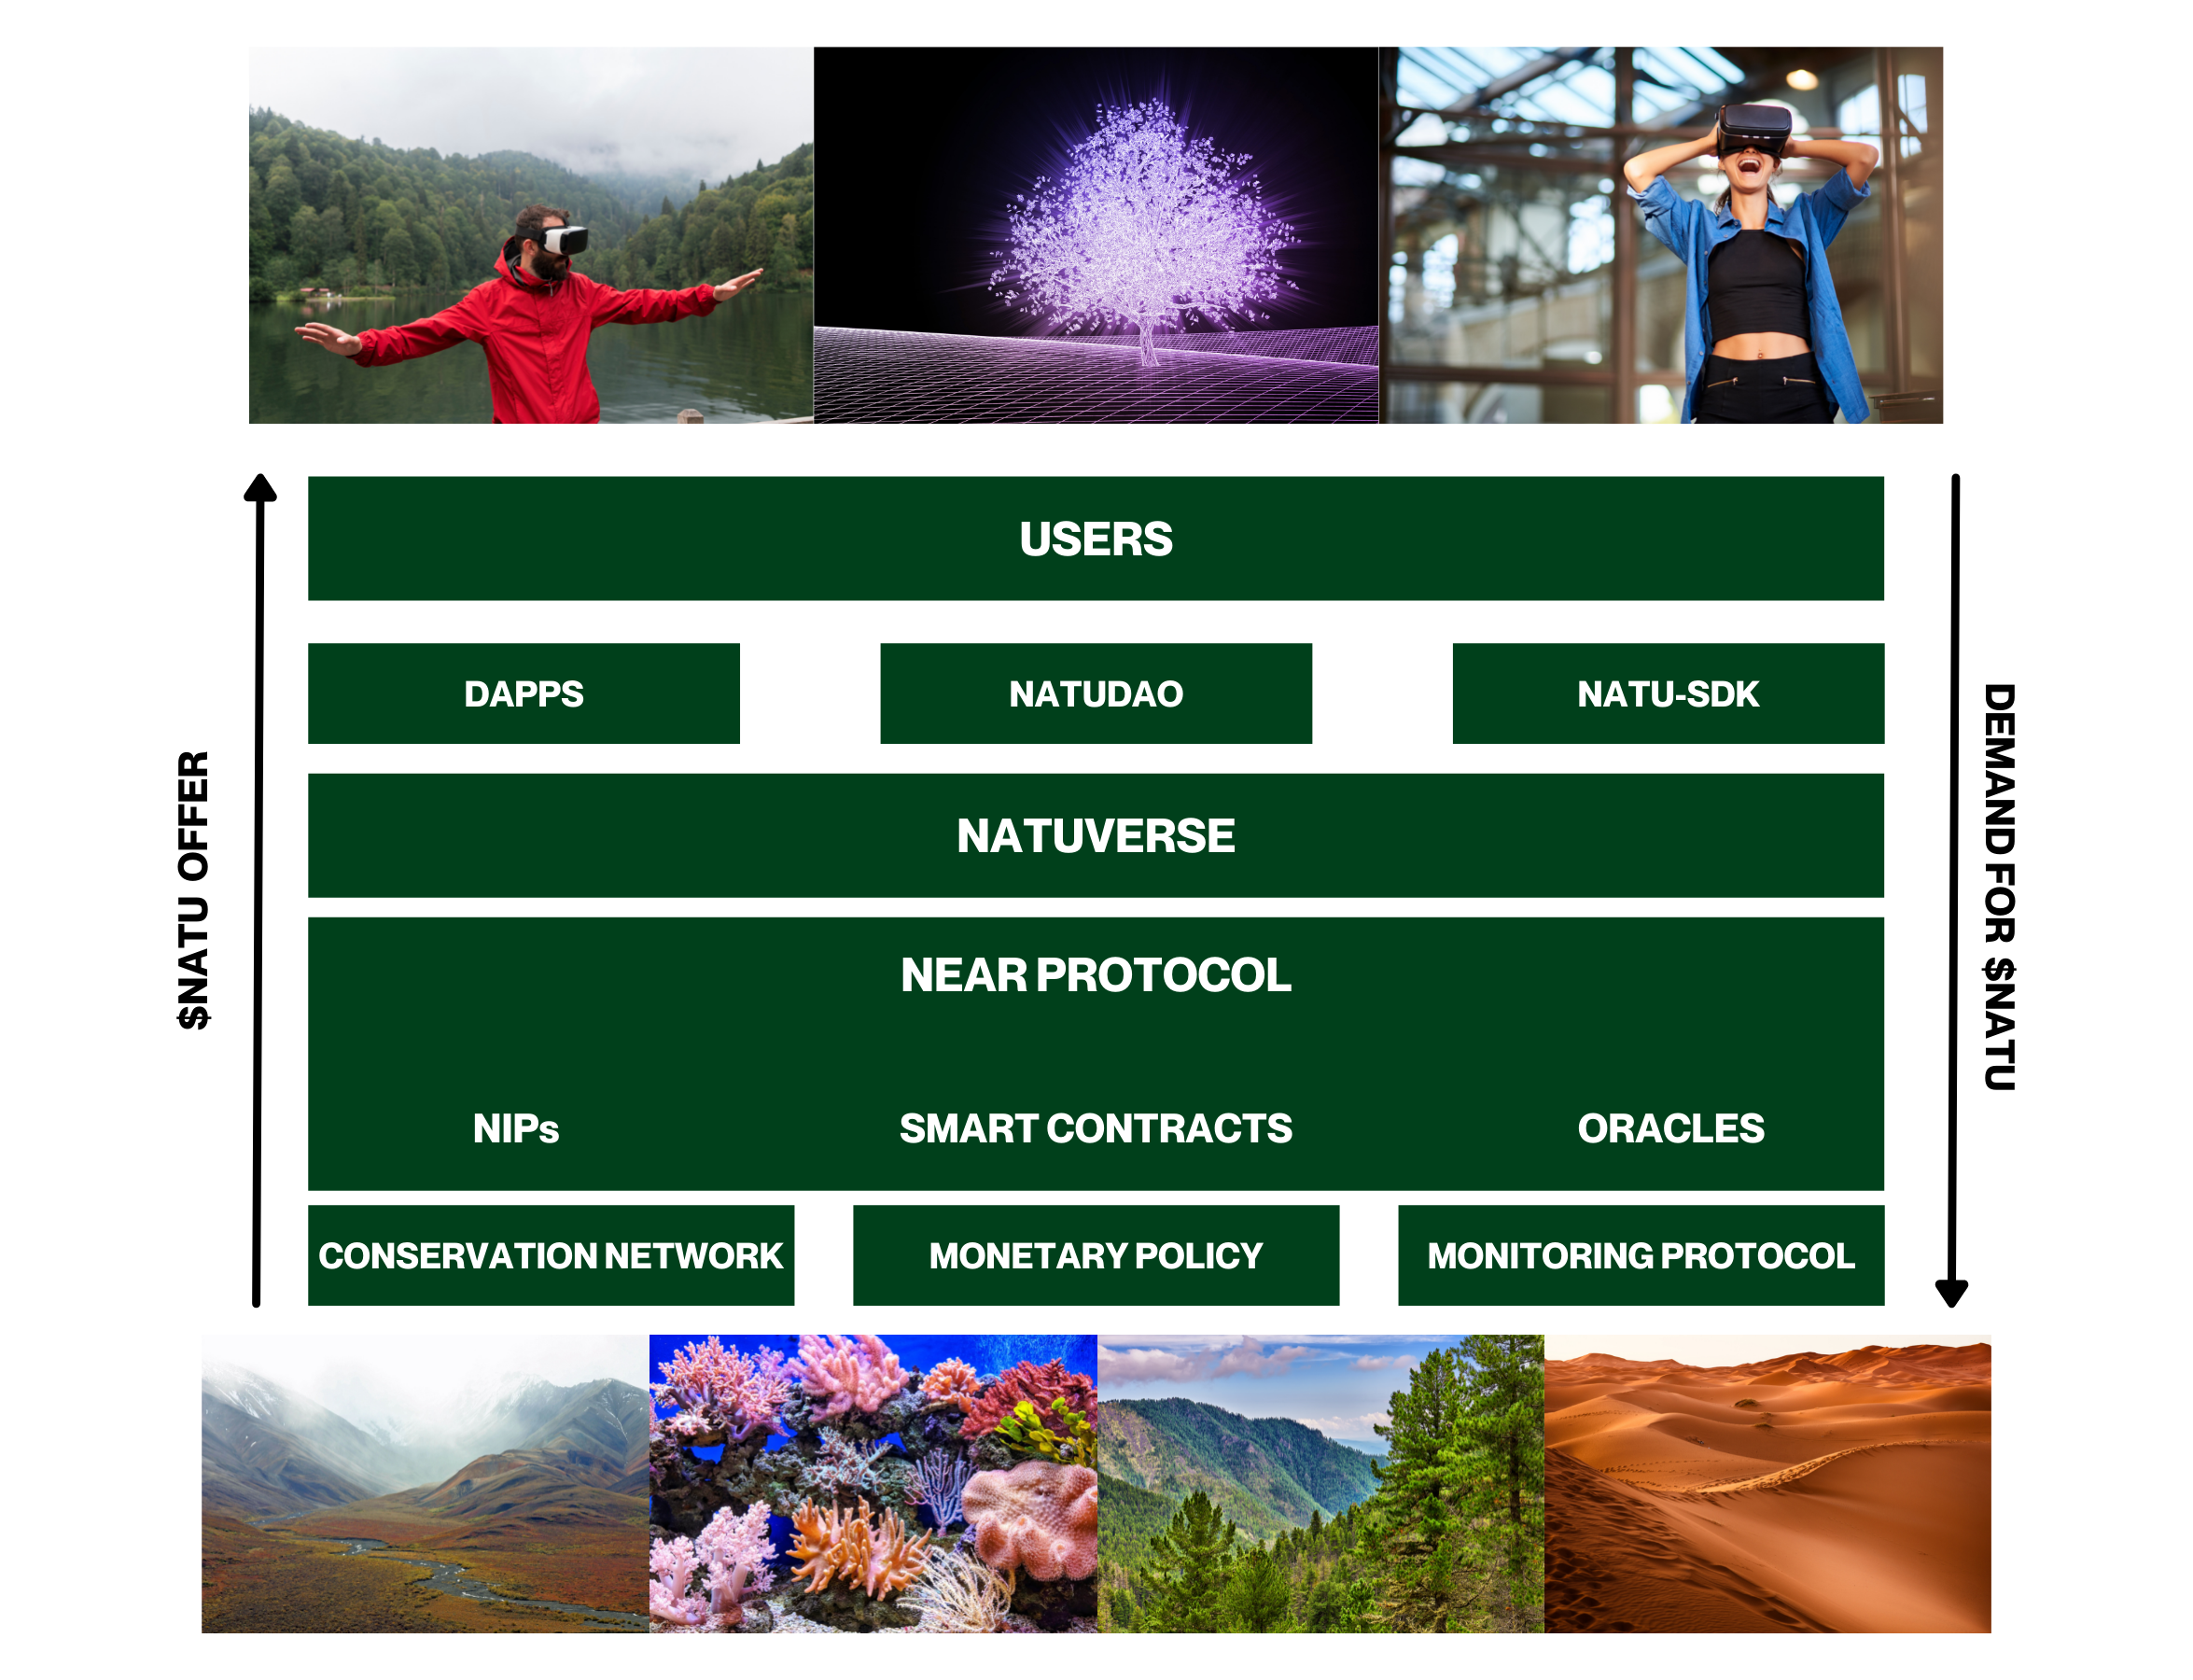 USERS
DAPPS
NATUDAO
NATU-SDK
NATUVERSE
NEAR PROTOCOL
NIPs
SMART CONTRACTS
ORACLES
CONSERVATION NETWORK
MONETARY POLICY
MONITORING PROTOCOL
$NATU OFFER
DEMAND FOR $NATU